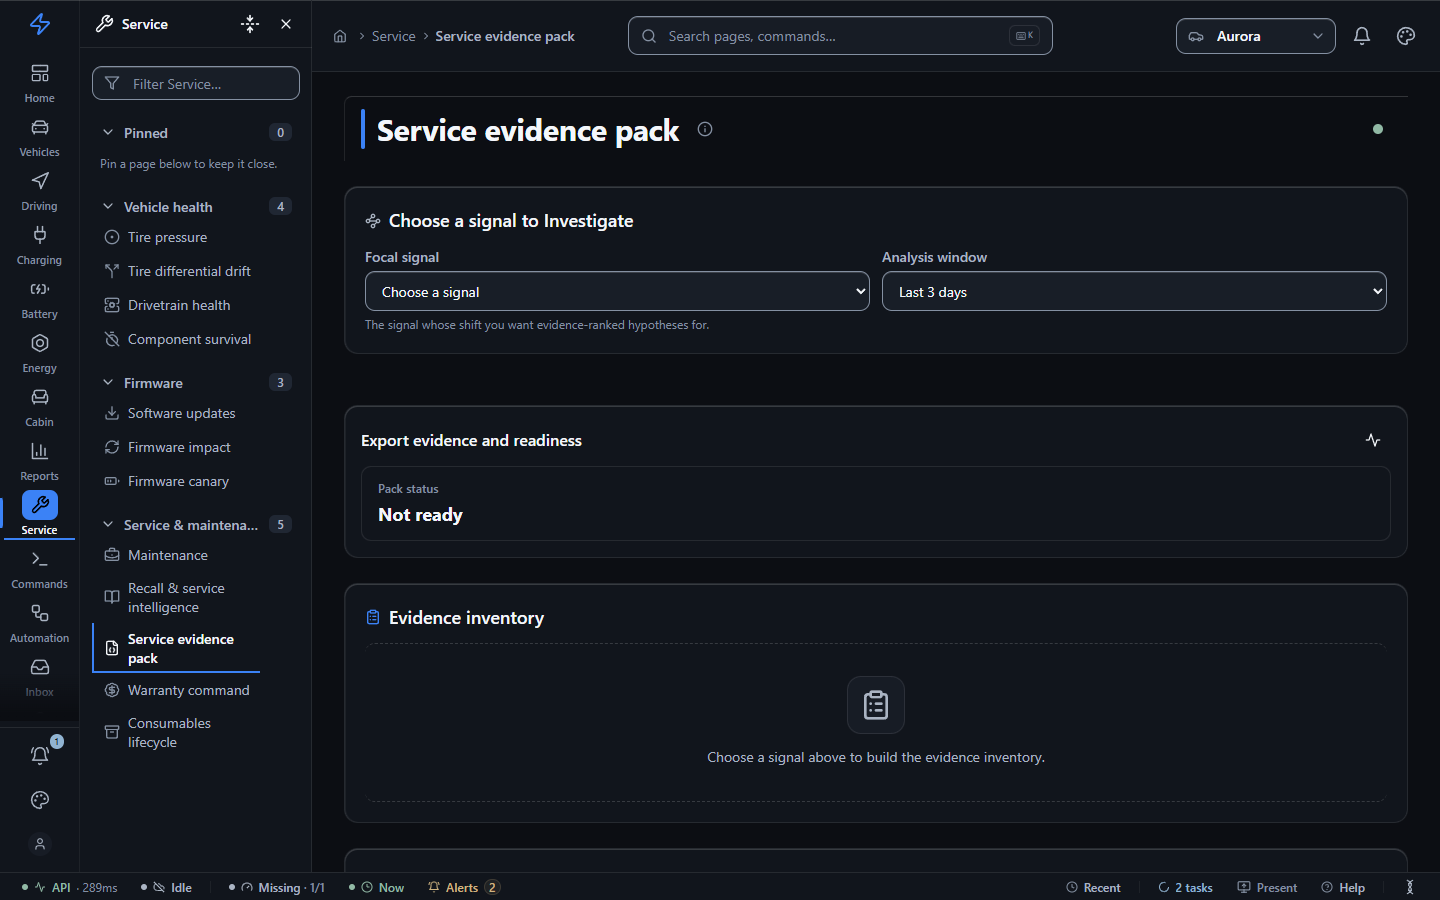 Service
Service
Service evidence pack
Search pages, commands...
K
Aurora
Home
Vehicles
Driving
Charging
Battery
Energy
Cabin
Reports
Service
Commands
Automation
Inbox
1
Filter Service...
Pinned
0
Pin a page below to keep it close.
Vehicle health
4
Tire pressure
Tire differential drift
Drivetrain health
Component survival
Firmware
3
Software updates
Firmware impact
Firmware canary
Service & maintena...
5
Maintenance
Recall & service
intelligence
Service evidence
pack
Warranty command
Consumables
lifecycle
Service evidence pack
Choose a signal to Investigate
Focal signal
Choose a signal
The signal whose shift you want evidence-ranked hypotheses for.
Analysis window
Last 3 days
Export evidence and readiness
Pack status
Not ready
Evidence inventory
Choose a signal above to build the evidence inventory.
API · 289ms
Idle
Missing · 1/1
Now
Alerts 2
Recent
2 tasks
Present
Help